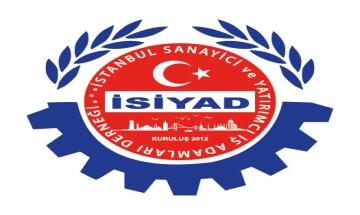 **İSTANBUL SANAYİCİ ve YATIRIMCI İŞ ADAMLARI DERNEĞİ**
İSİYAD
KURULUŞ 2012